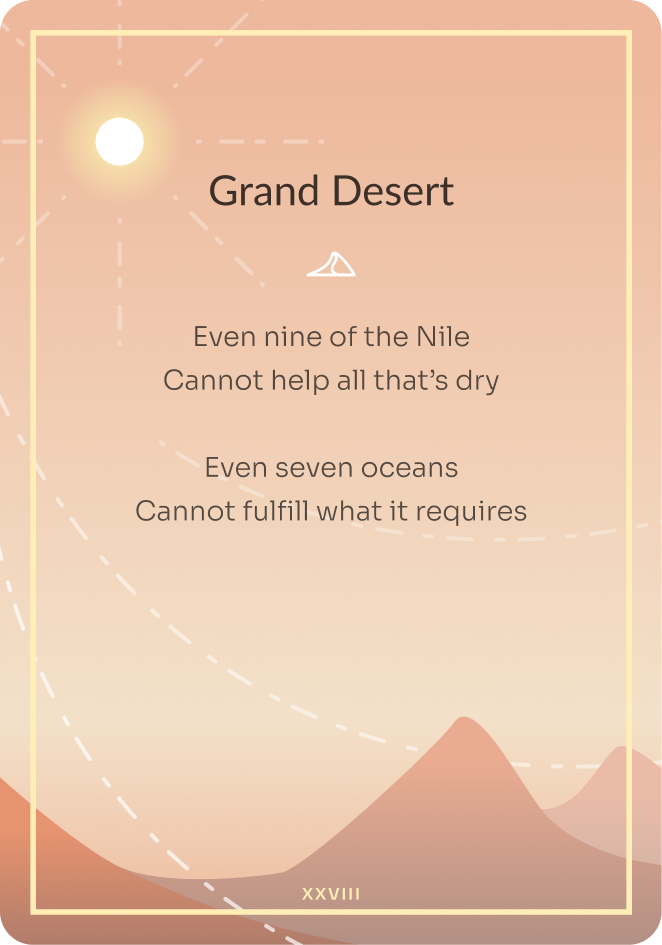 Grand Desert
Even nine of the Nile
Cannot help all that’s dry
Even seven oceans
Cannot fulfill what it requires
XXVIII